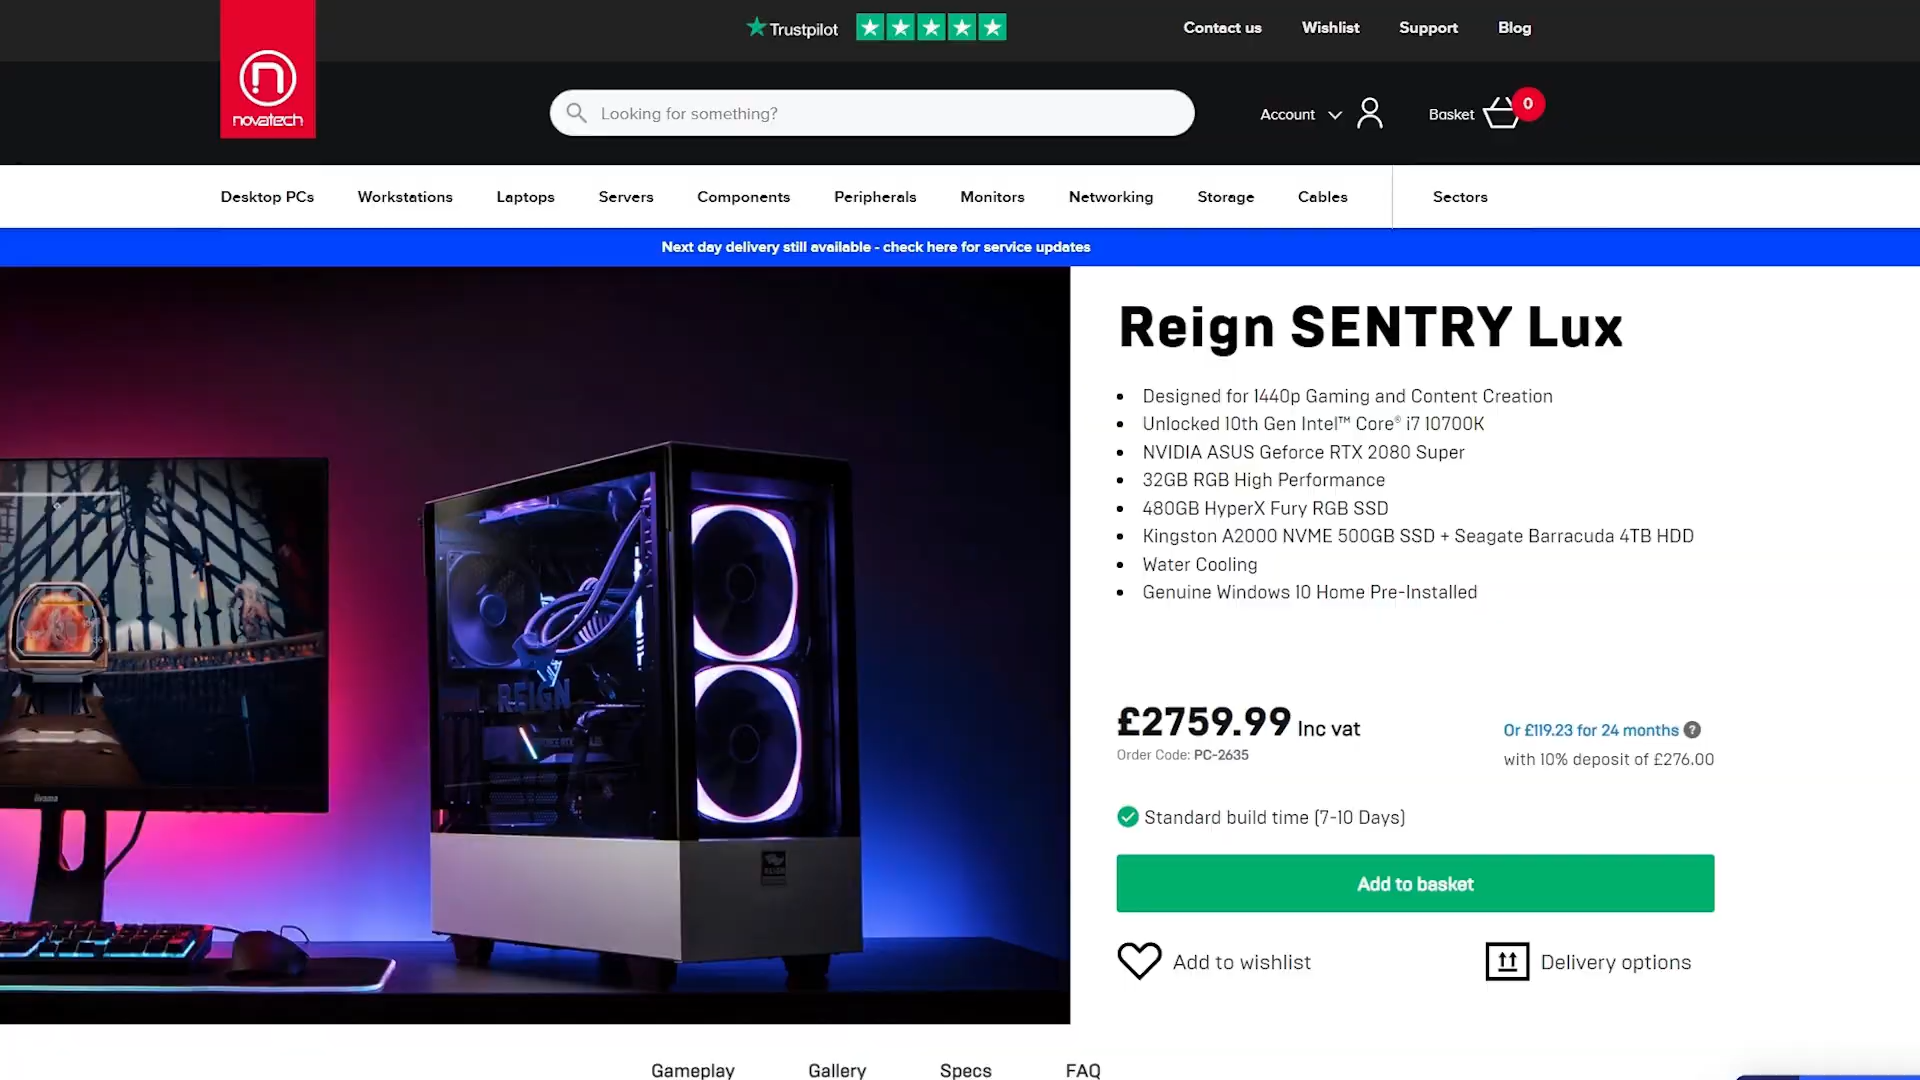 Trustpilot
Contact us
Wishlist
Support
Blog
novatech
Looking for something?
Account
Basket
0
Desktop PCs
Workstations
Laptops
Servers
Components
Peripherals
Monitors
Networking
Storage
Cables
Sectors
Next day delivery still available - check here for service updates
Reign SENTRY Lux
Designed for 1440p Gaming and Content Creation
Unlocked 10th Gen Intel™ Core® i7 10700K
NVIDIA ASUS Geforce RTX 2080 Super
32GB RGB High Performance
480GB HyperX Fury RGB SSD
Kingston A2000 NVME 500GB SSD + Seagate Barracuda 4TB HDD
Water Cooling
Genuine Windows 10 Home Pre-Installed
£2759.99 Inc vat
Order Code: PC-2635
Or £119.23 for 24 months ?
with 10% deposit of £276.00
Standard build time (7-10 Days)
Add to basket
Add to wishlist
Delivery options
REIGN
iiyama
Gameplay
Gallery
Specs
FAQ